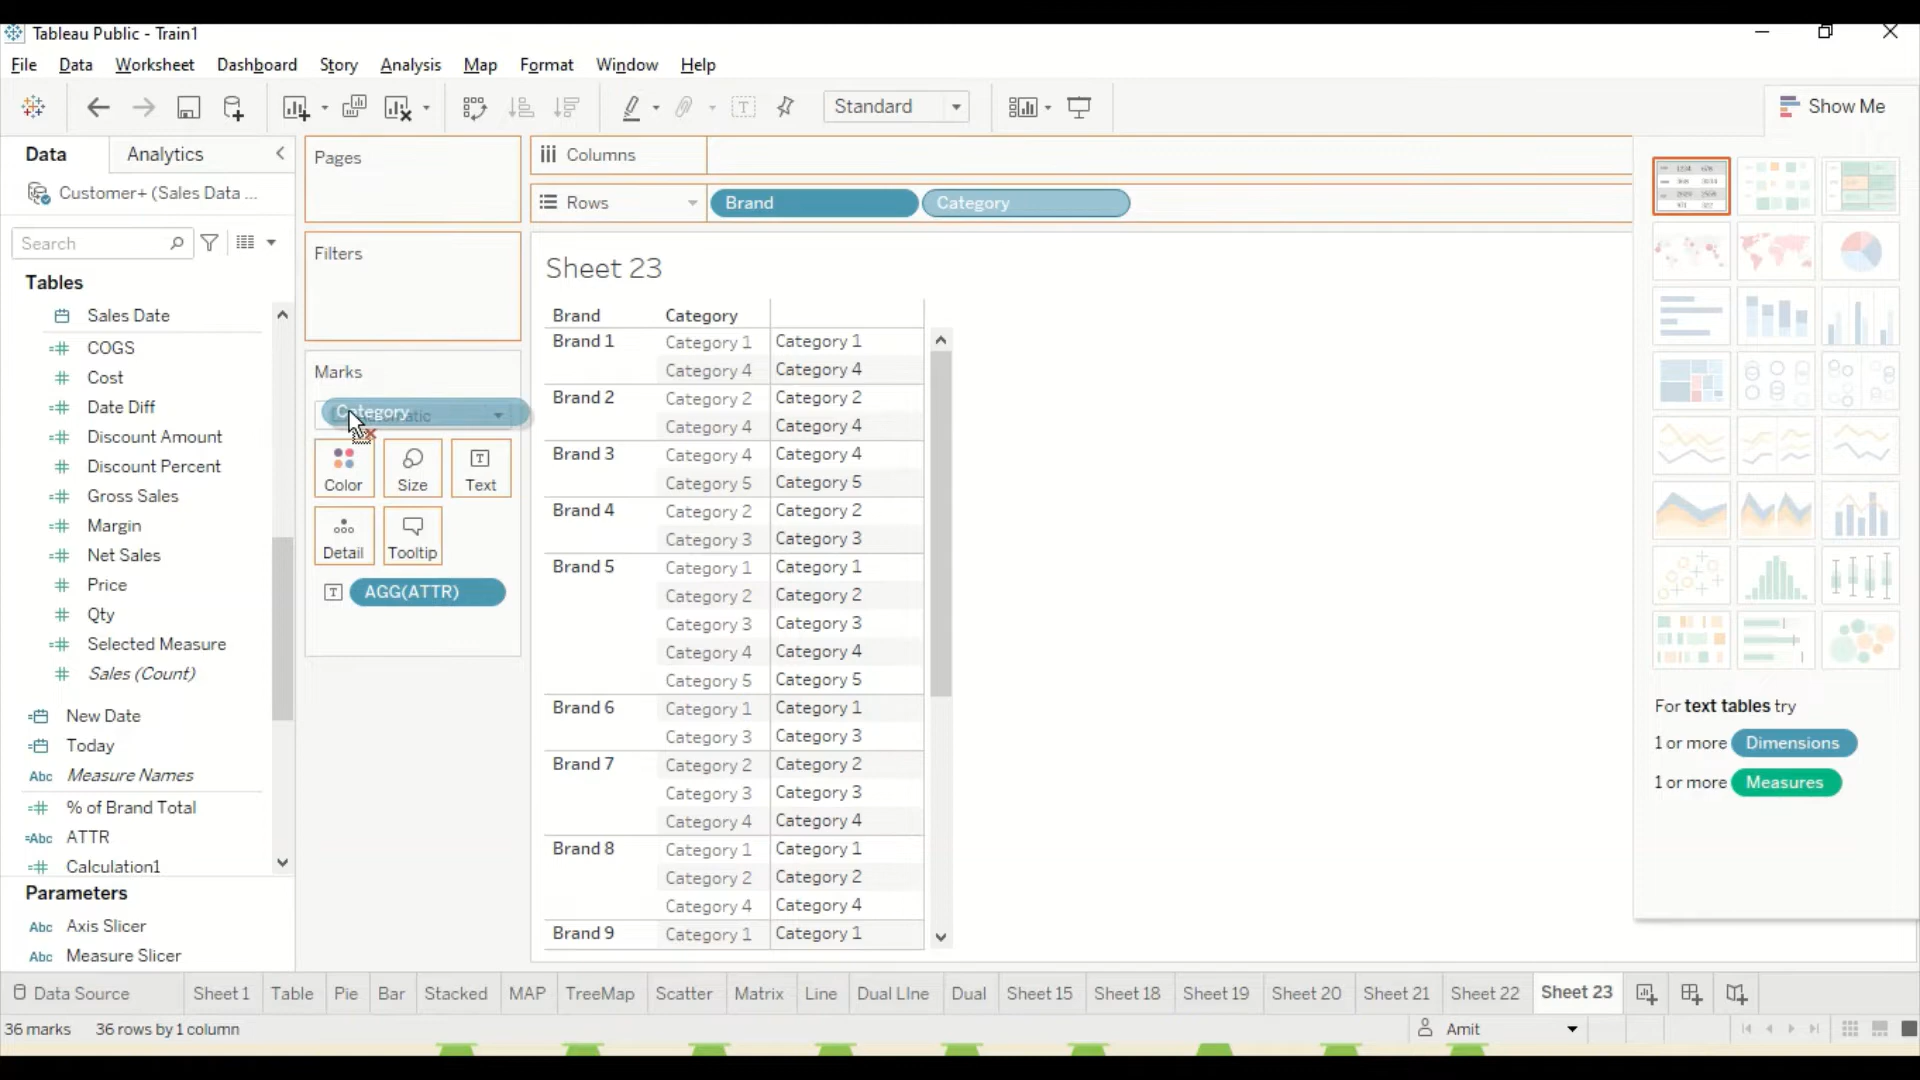 Tableau Public - Train1
File Data Worksheet Dashboard Story Analysis Map Format Window Help
Standard
Show Me
Data Analytics
Customer+ (Sales Data ...
Search
Tables
Sales Date
COGS
Cost
Date Diff
Discount Amount
Discount Percent
Gross Sales
Margin
Net Sales
Price
Qty
Selected Measure
Sales (Count)
New Date
Today
Abc Measure Names
% of Brand Total
Abc ATTR
Calculation1
Parameters
Abc Axis Slicer
Abc Measure Slicer
Pages
Filters
Marks
Category
Color Size Text
Detail Tooltip
AGG(ATTR)
Columns
Rows Brand Category
Sheet 23
Brand Category
Brand 1 Category 1 Category 1
Category 4 Category 4
Brand 2 Category 2 Category 2
Category 4 Category 4
Brand 3 Category 4 Category 4
Category 5 Category 5
Brand 4 Category 2 Category 2
Category 3 Category 3
Brand 5 Category 1 Category 1
Category 2 Category 2
Category 3 Category 3
Category 4 Category 4
Category 5 Category 5
Brand 6 Category 1 Category 1
Category 3 Category 3
Brand 7 Category 2 Category 2
Category 3 Category 3
Category 4 Category 4
Brand 8 Category 1 Category 1
Category 2 Category 2
Category 4 Category 4
Brand 9 Category 1 Category 1
For text tables try
1 or more Dimensions
1 or more Measures
Data Source Sheet 1 Table Pie Bar Stacked MAP TreeMap Scatter Matrix Line Dual LIne Dual Sheet 15 Sheet 18 Sheet 19 Sheet 20 Sheet 21 Sheet 22 Sheet 23
36 marks 36 rows by 1 column Amit